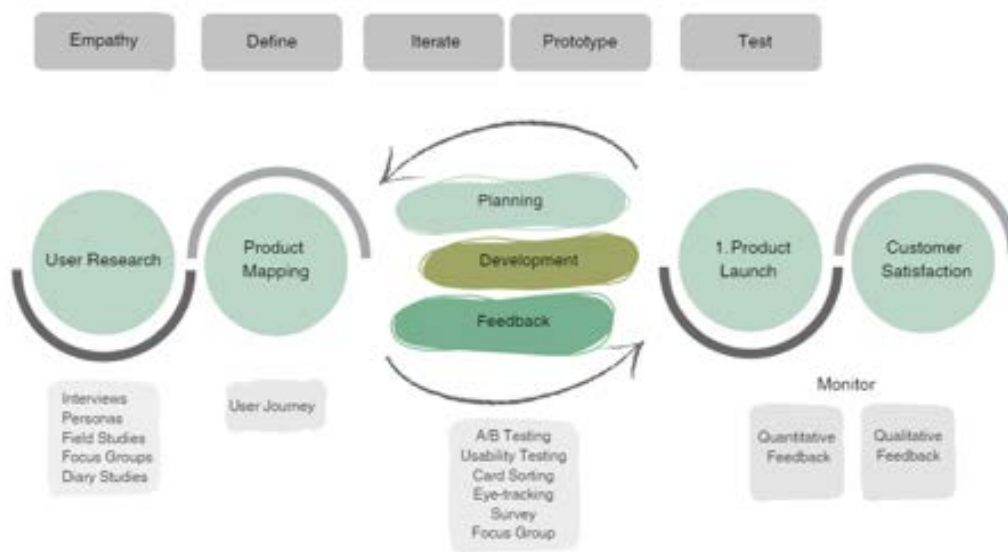 Empathy
Define
Iterate
Prototype
Test
User Research
Product
Mapping
Planning
Development
Feedback
1. Product
Launch
Customer
Satisfaction
Interviews
Personas
Field Studies
Focus Groups
Diary Studies
User Journey
A/B Testing
Usability Testing
Card Sorting
Eye-tracking
Survey
Focus Group
Monitor
Quantitative
Feedback
Qualitative
Feedback